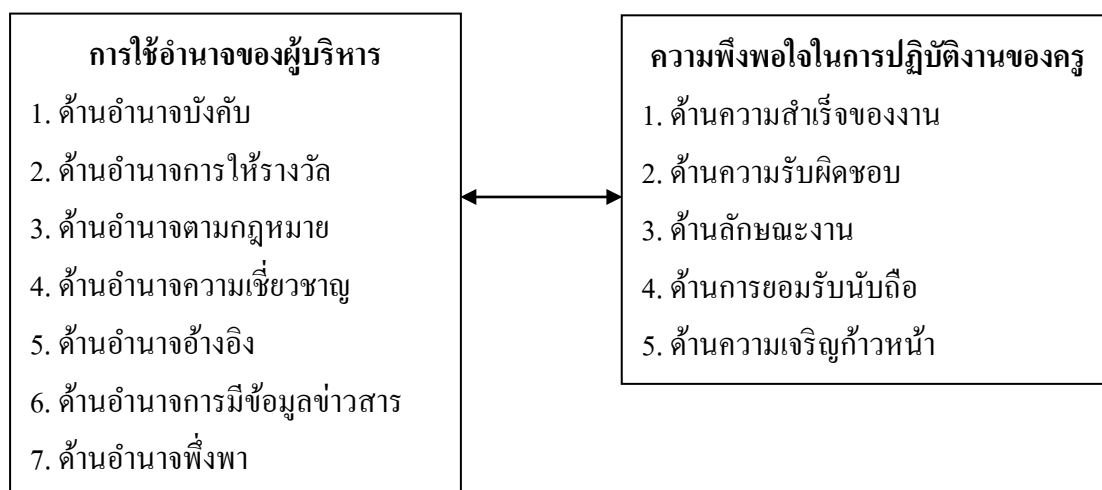 การใช้อำนาจของผู้บริหาร
1. ด้านอำนาจบังคับ
2. ด้านอำนาจการให้รางวัล
3. ด้านอำนาจตามกฎหมาย
4. ด้านอำนาจความเชี่ยวชาญ
5. ด้านอำนาจอ้างอิง
6. ด้านอำนาจการมีข้อมูลข่าวสาร
7. ด้านอำนาจพึ่งพา
ความพึงพอใจในการปฏิบัติงานของครู
1. ด้านความสำเร็จของงาน
2. ด้านความรับผิดชอบ
3. ด้านลักษณะงาน
4. ด้านการยอมรับนับถือ
5. ด้านความเจริญก้าวหน้า